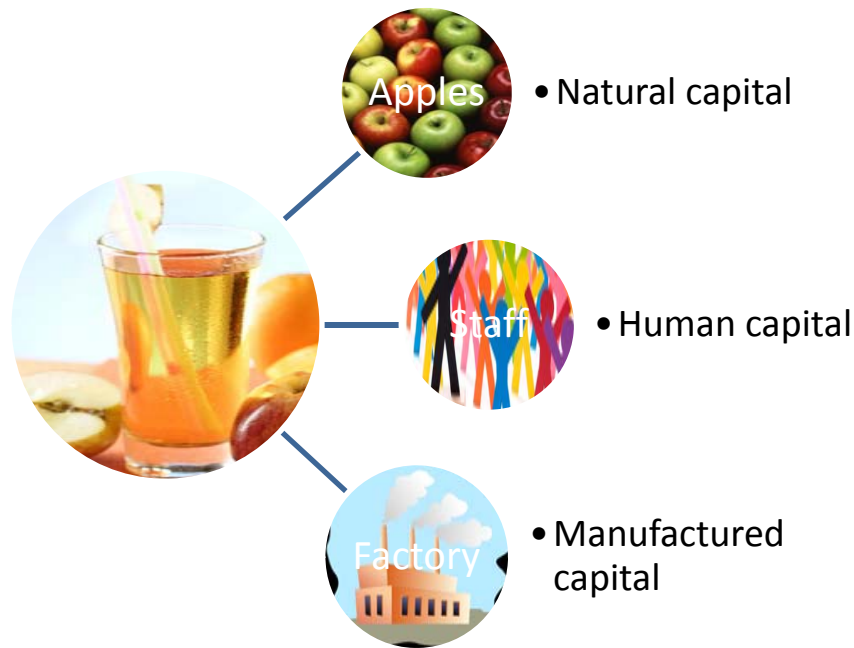 Apples
• Natural capital
Staff
• Human capital
Factory
• Manufactured
capital